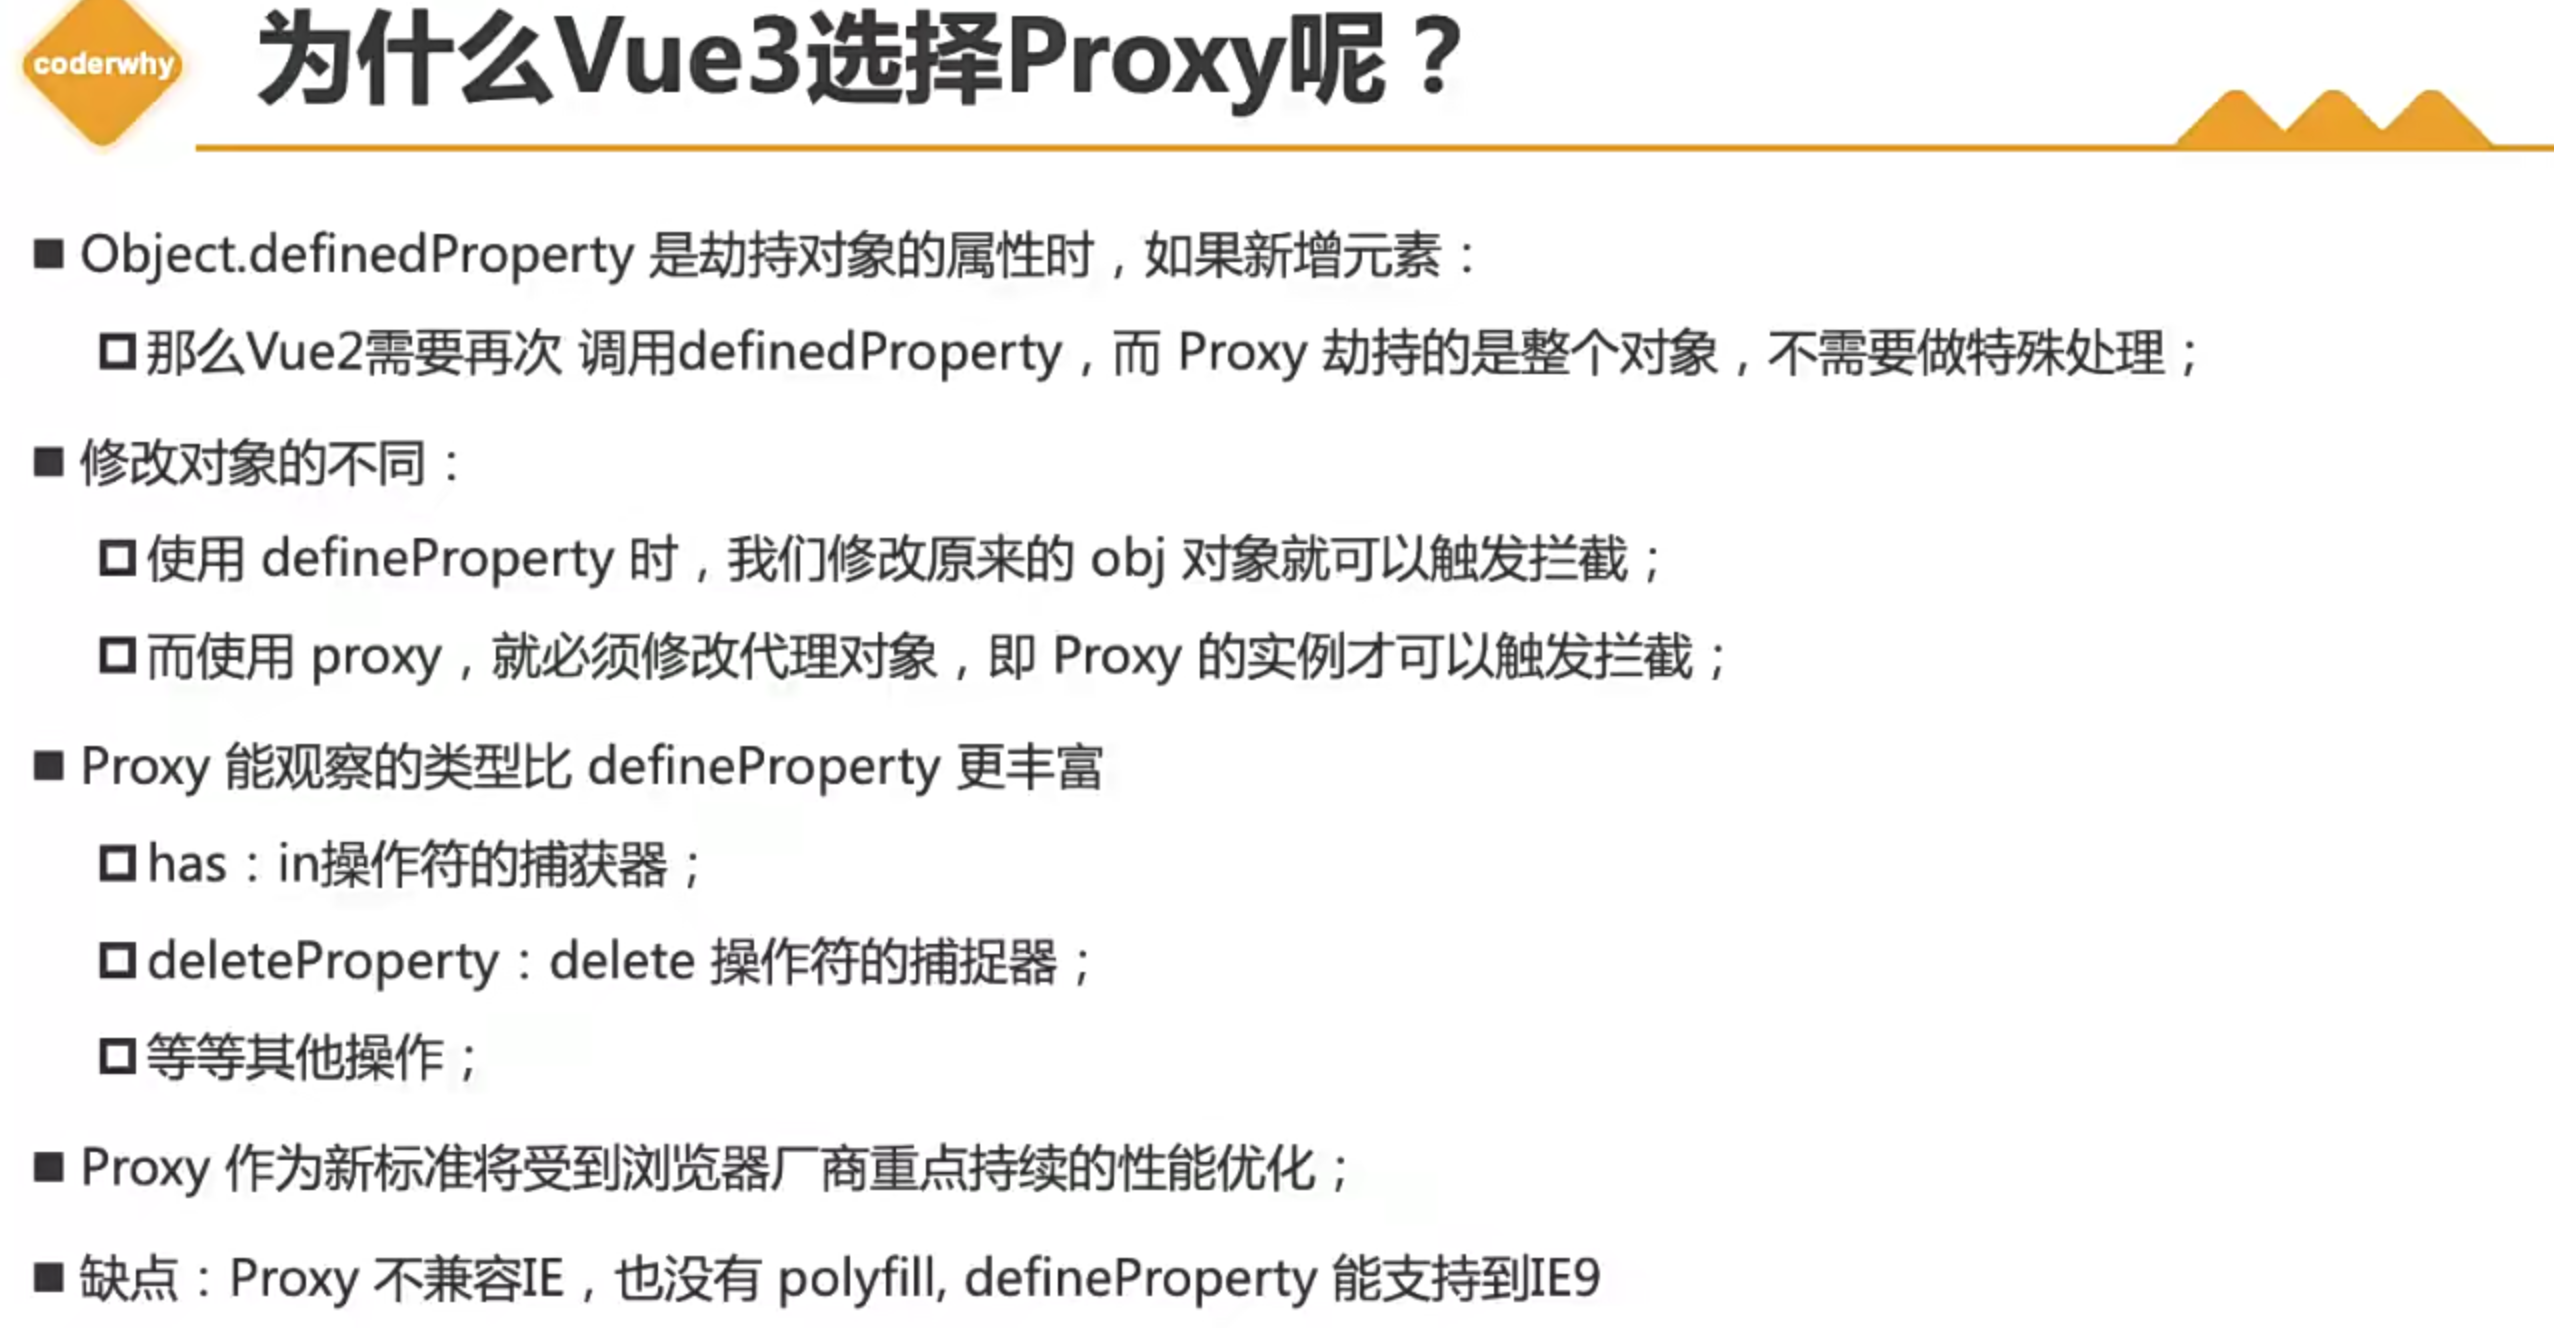 coderwhy
为什么Vue3选择Proxy呢？
Object.definedProperty 是劫持对象的属性时，如果新增元素：
那么Vue2需要再次 调用definedProperty，而 Proxy 劫持的是整个对象，不需要做特殊处理；
修改对象的不同：
使用 defineProperty 时，我们修改原来的 obj 对象就可以触发拦截；
而使用 proxy，就必须修改代理对象，即 Proxy 的实例才可以触发拦截；
Proxy 能观察的类型比 defineProperty 更丰富
has：in操作符的捕获器；
deleteProperty：delete 操作符的捕捉器；
等等其他操作；
Proxy 作为新标准将受到浏览器厂商重点持续的性能优化；
缺点：Proxy 不兼容IE，也没有 polyfill, defineProperty 能支持到IE9